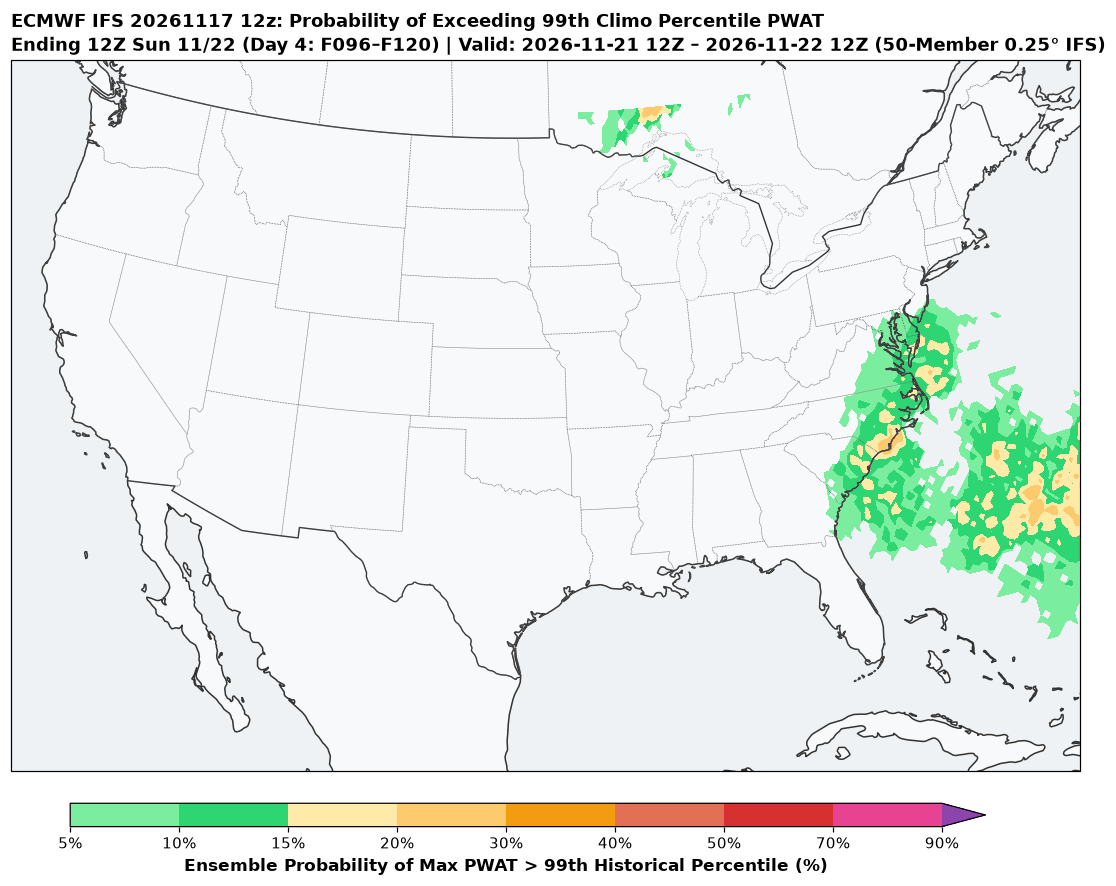 ECMWF IFS 20261117 12z: Probability of Exceeding 99th Climo Percentile PWAT
Ending 12Z Sun 11/22 (Day 4: F096–F120) | Valid: 2026-11-21 12Z – 2026-11-22 12Z (50-Member 0.25° IFS)
5% 10% 15% 20% 30% 40% 50% 70% 90%
Ensemble Probability of Max PWAT > 99th Historical Percentile (%)